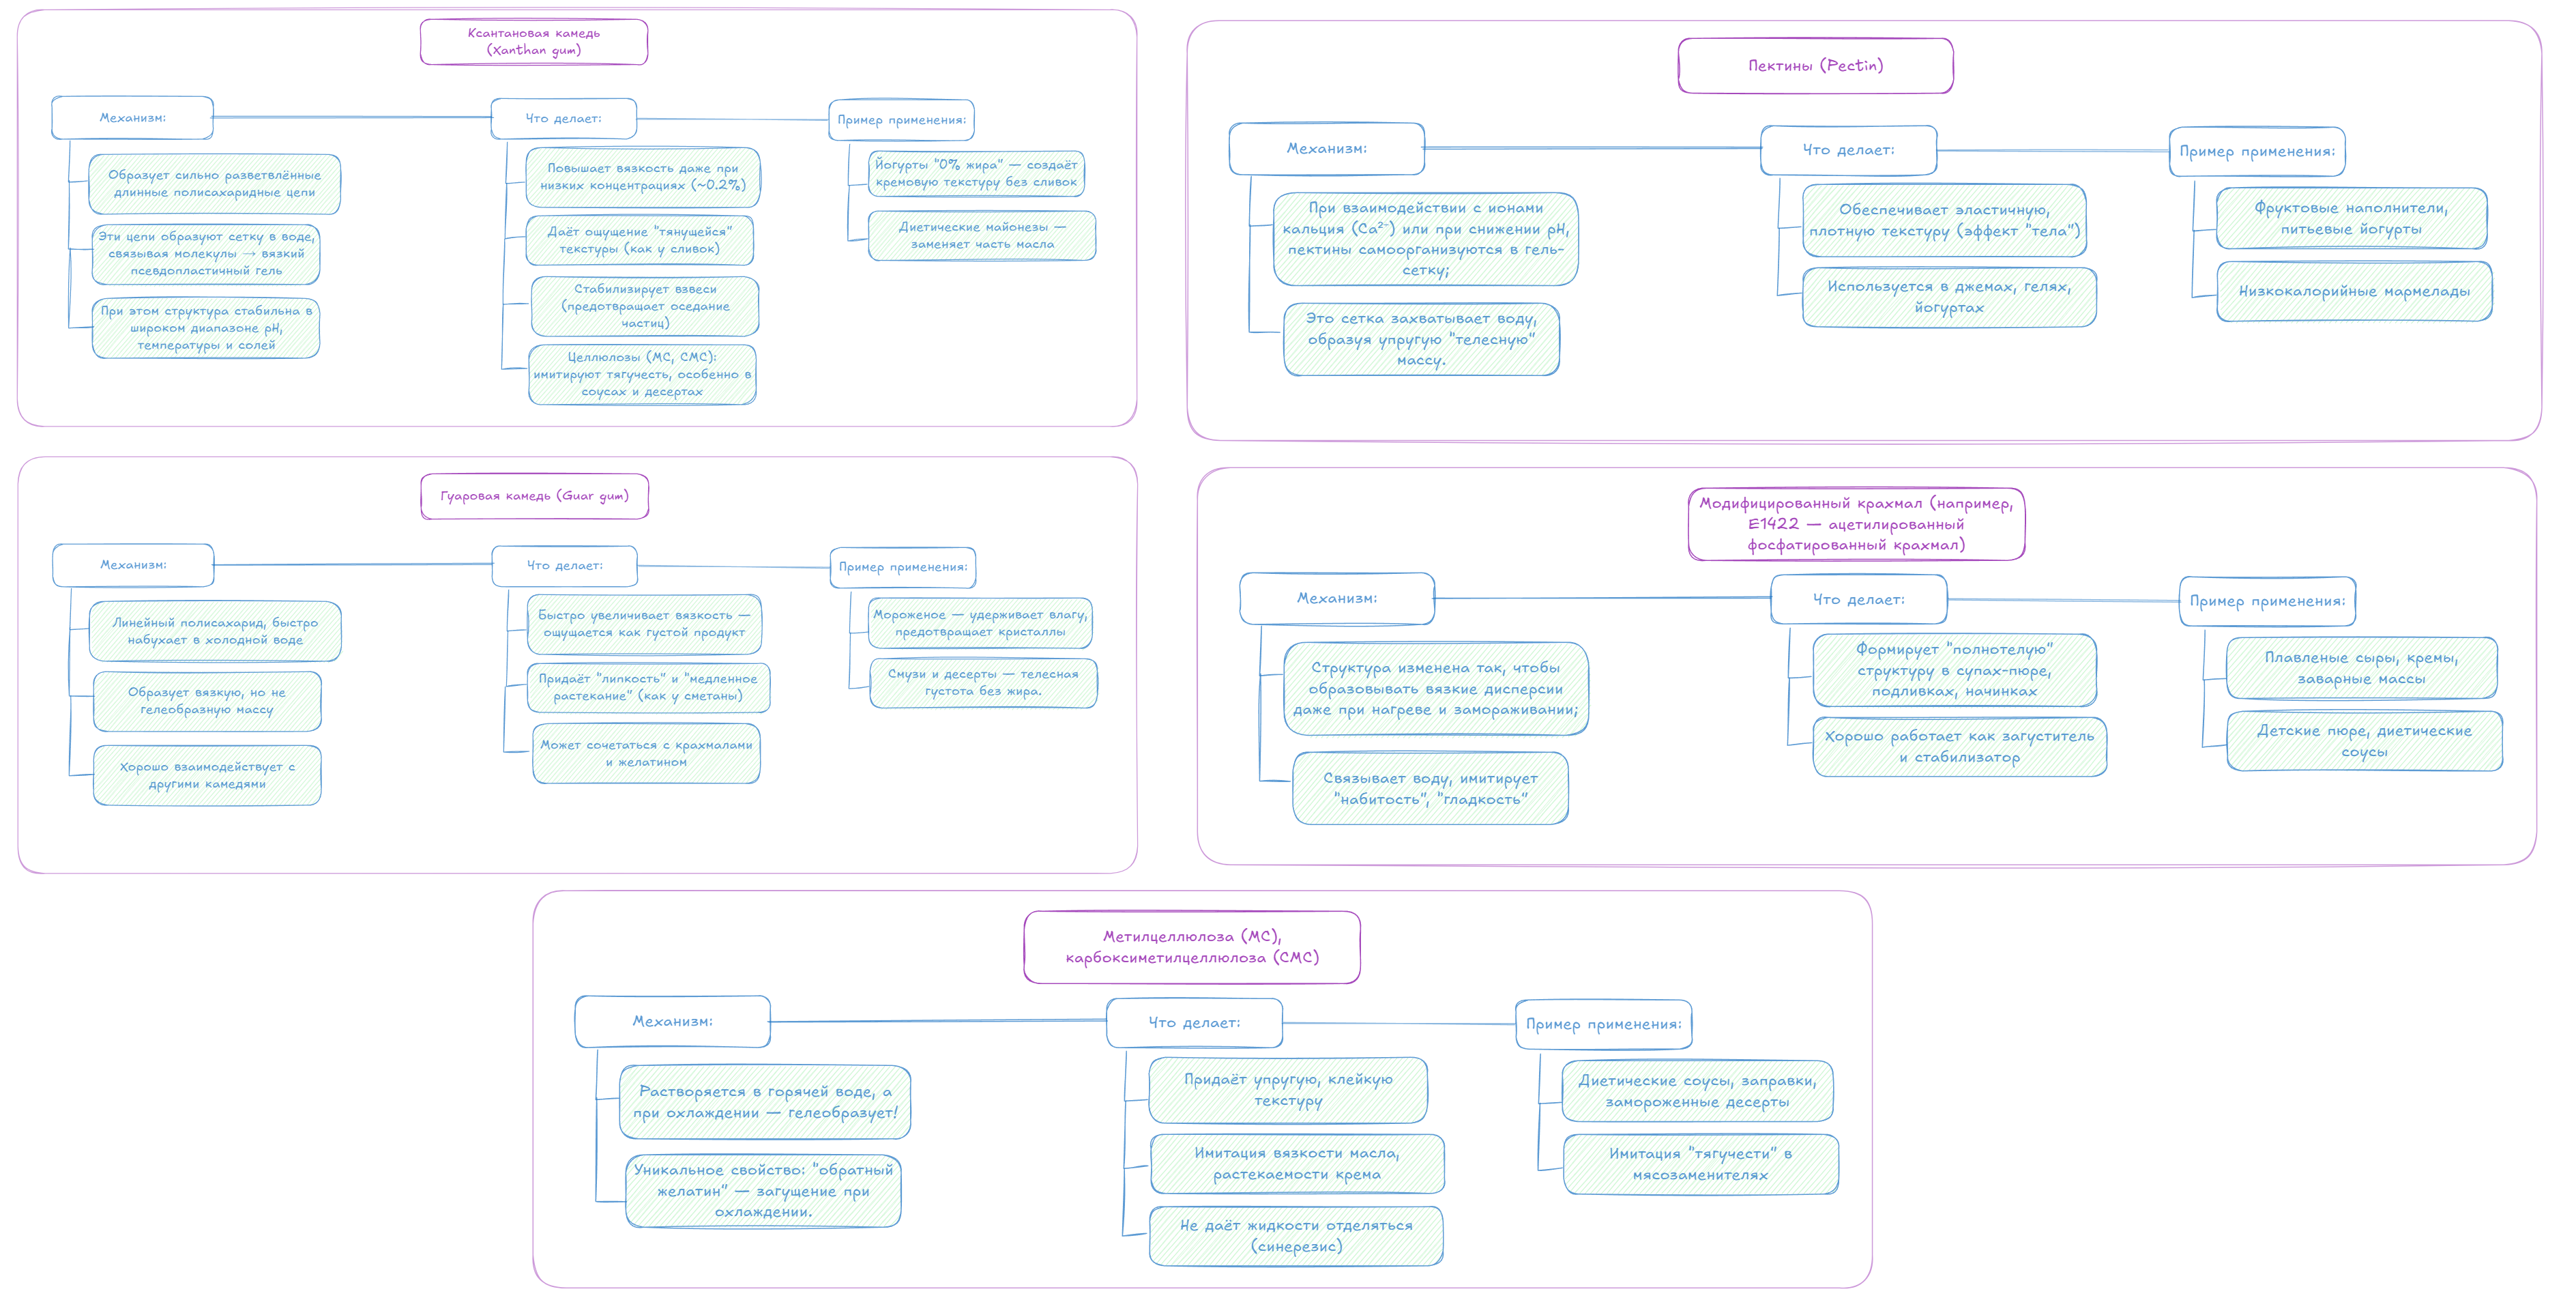 Ксантановая камедь
(Xanthan gum)
Механизм:
Образует сильно разветвлённые
длинные полисахаридные цепи
Эти цепи образуют сетку в воде,
связывая молекулы → вязкий
псевдопластичный гель
При этом структура стабильна в
широком диапазоне pH,
температуры и солей
Что делает:
Повышает вязкость даже при
низких концентрациях (~0.2%)
Даёт ощущение "тянущейся"
текстуры (как у сливок)
Стабилизирует взвеси
(предотвращает оседание
частиц)
Целлюлозы (MC, CMC):
имитируют тягучесть, особенно в
соусах и десертах
Пример применения:
Йогурты "0% жира" — создаёт
кремовую текстуру без сливок
Диетические майонезы —
заменяет часть масла
Пектины (Pectin)
Механизм:
При взаимодействии с ионами
кальция (Ca²⁻) или при снижении pH,
пектины самоорганизуются в гель-
сетку;
Это сетка захватывает воду,
образуя упругую "телесную"
массу.
Что делает:
Обеспечивает эластичную,
плотную текстуру (эффект "тела")
Используется в джемах, гелях,
йогуртах
Пример применения:
Фруктовые наполнители,
питьевые йогурты
Низкокалорийные мармелады
Гуаровая камедь (Guar gum)
Механизм:
Линейный полисахарид, быстро
набухает в холодной воде
Образует вязкую, но не
гелеобразную массу
Хорошо взаимодействует с
другими камедями
Что делает:
Быстро увеличивает вязкость —
ощущается как густой продукт
Придаёт "липкость" и "медленное
растекание" (как у сметаны)
Может сочетаться с крахмалами
и желатином
Пример применения:
Мороженое — удерживает влагу,
предотвращает кристаллы
Смузи и десерты — телесная
густота без жира.
Модифицированный крахмал (например,
E1422 — ацетилированный
фосфатированный крахмал)
Механизм:
Структура изменена так, чтобы
образовывать вязкие дисперсии
даже при нагреве и замораживании;
Связывает воду, имитирует
"набитость", "гладкость"
Что делает:
Формирует "полнотелую"
структуру в супах-пюре,
подливках, начинках
Хорошо работает как загуститель
и стабилизатор
Пример применения:
Плавленые сыры, кремы,
заварные массы
Детские пюре, диетические
соусы
Метилцеллюлоза (MC),
карбоксиметилцеллюлоза (CMC)
Механизм:
Растворяется в горячей воде, а
при охлаждении — гелеобразует!
Уникальное свойство: "обратный
желатин" — загущение при
охлаждении.
Что делает:
Придаёт упругую, клейкую
текстуру
Имитация вязкости масла,
растекаемости крема
Не даёт жидкости отделяться
(синерезис)
Пример применения:
Диетические соусы, заправки,
замороженные десерты
Имитация "тягучести" в
мясозаменителях